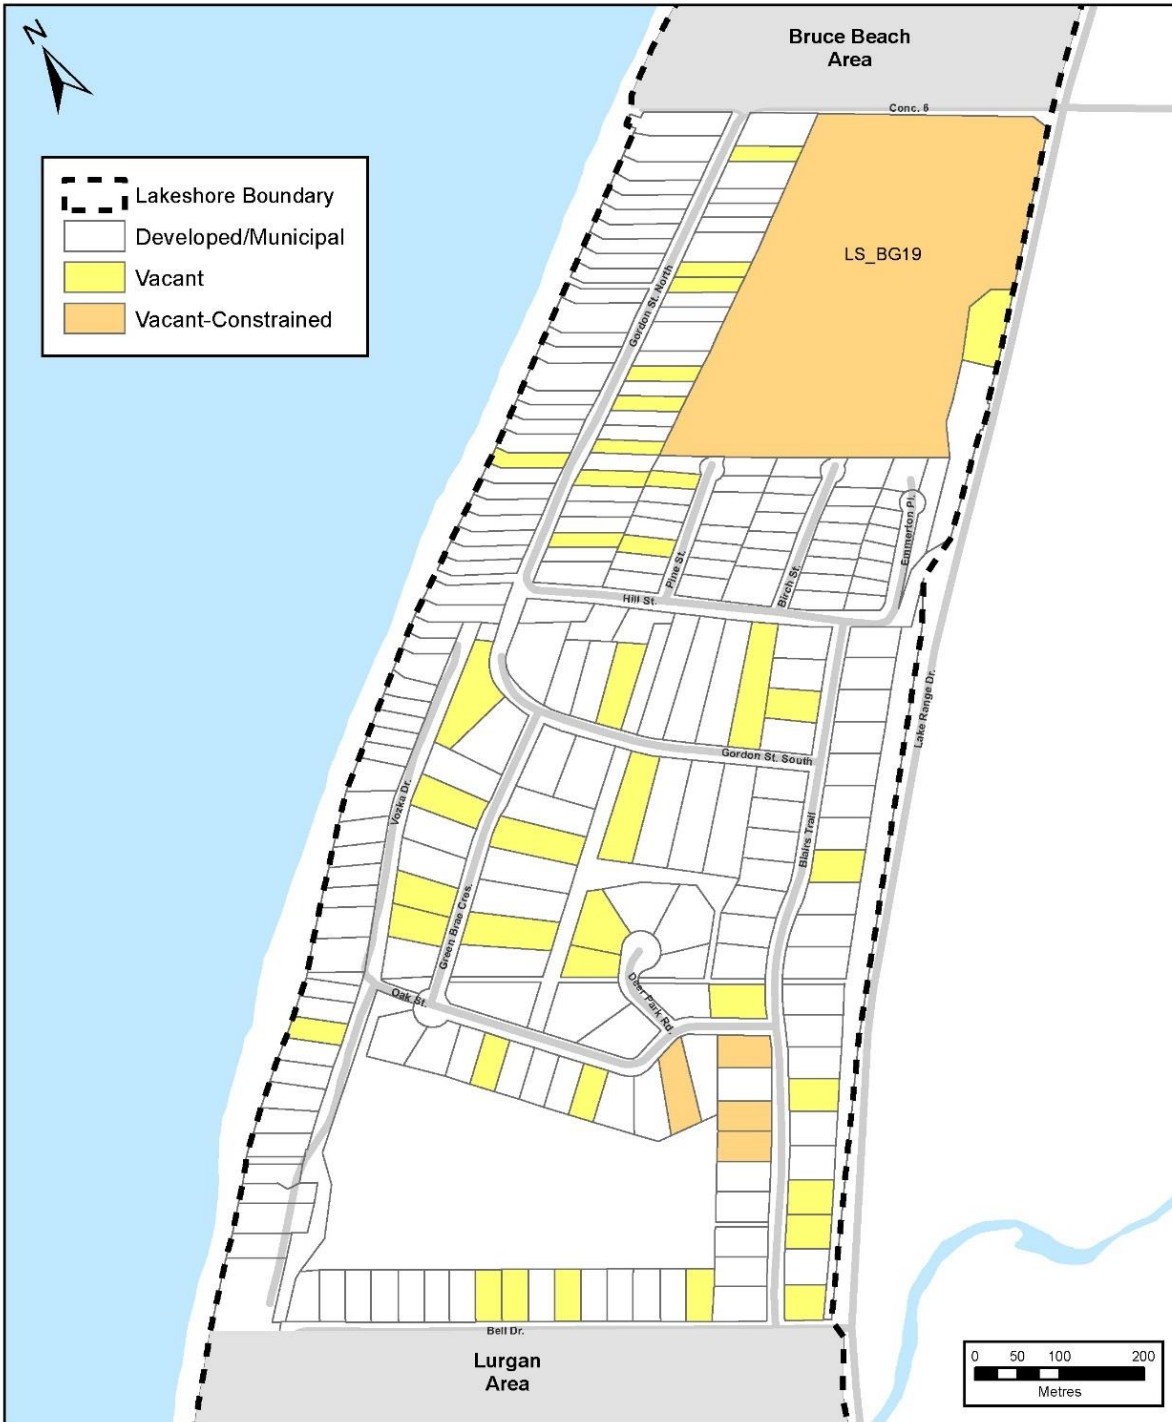 N
Bruce Beach
Area
Conc. 6
Lakeshore Boundary
Developed/Municipal
Vacant
Vacant-Constrained
LS_BG19
Gordon St. North
Emmerton Pl.
Pine St.
Birch St.
Hill St.
Lake Range Dr.
Gordon St. South
Vozka Dr.
Blairs Trail
Green Brae Cres.
Deer Park Rd.
Oak St.
Bell Dr.
Lurgan
Area
0 50 100 200
Metres